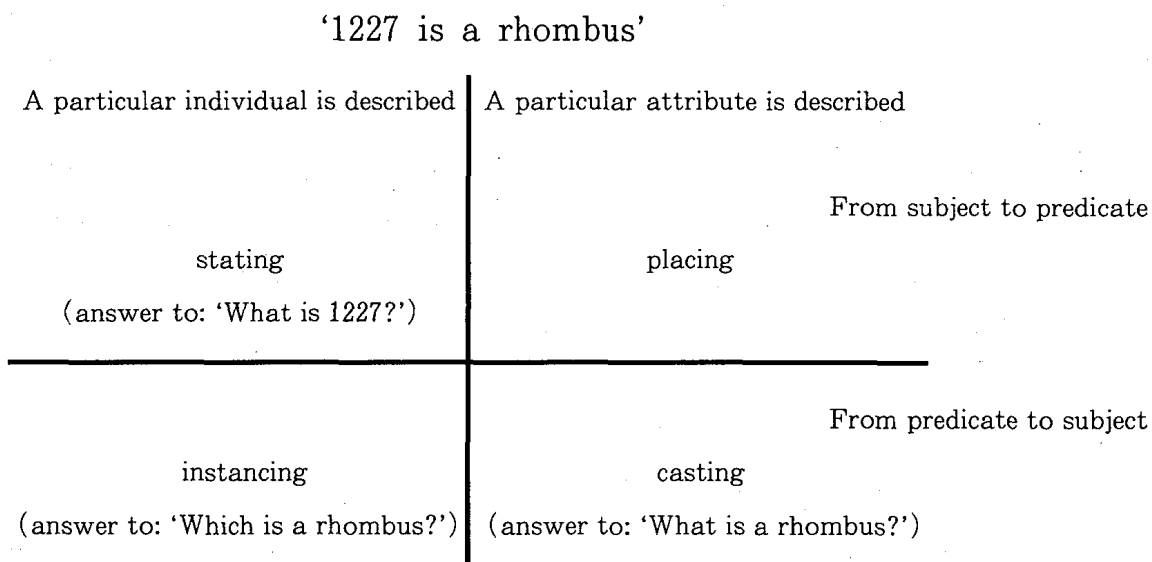 ‘1227 is a rhombus’
A particular individual is described
A particular attribute is described
From subject to predicate
stating
placing
(answer to: ‘What is 1227?’)
From predicate to subject
instancing
casting
(answer to: ‘Which is a rhombus?’)
(answer to: ‘What is a rhombus?’)